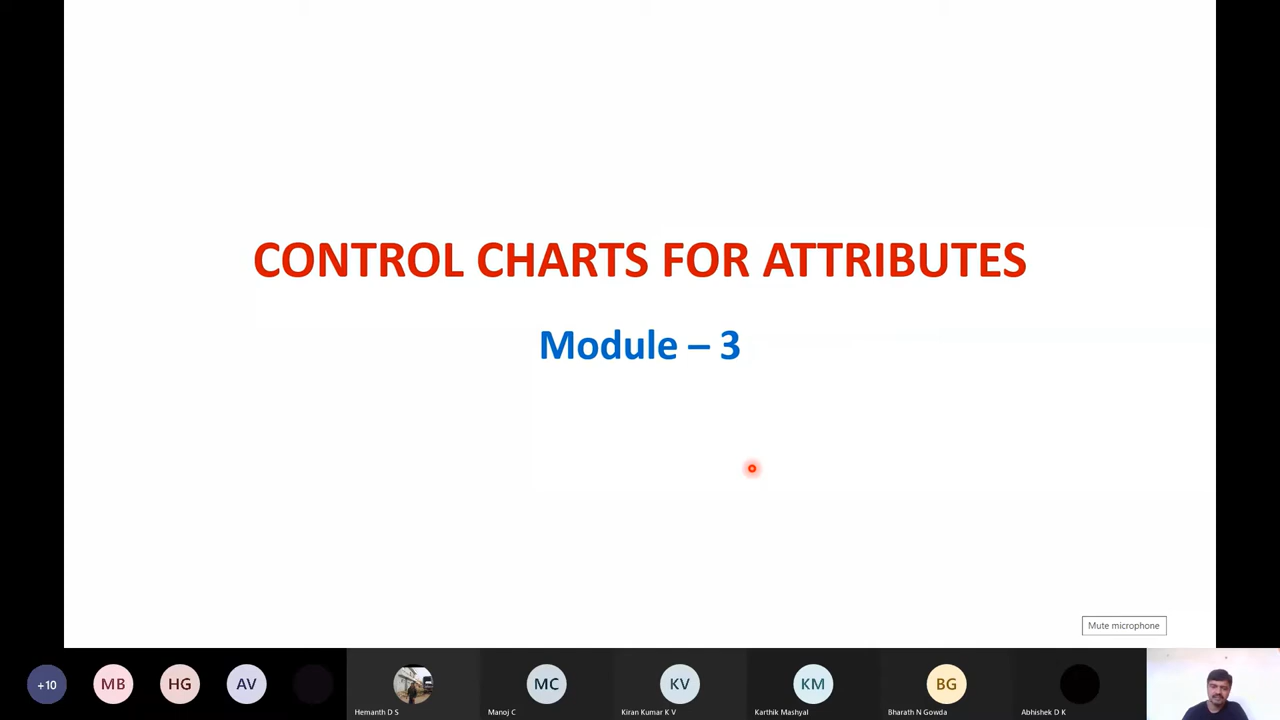 CONTROL CHARTS FOR ATTRIBUTES
Module – 3
Mute microphone
+10
MB
HG
AV
MC
KV
KM
BG
Hemanth D S
Manoj C
Kiran Kumar K V
Karthik Mashyal
Bharath N Gowda
Abhishek D K